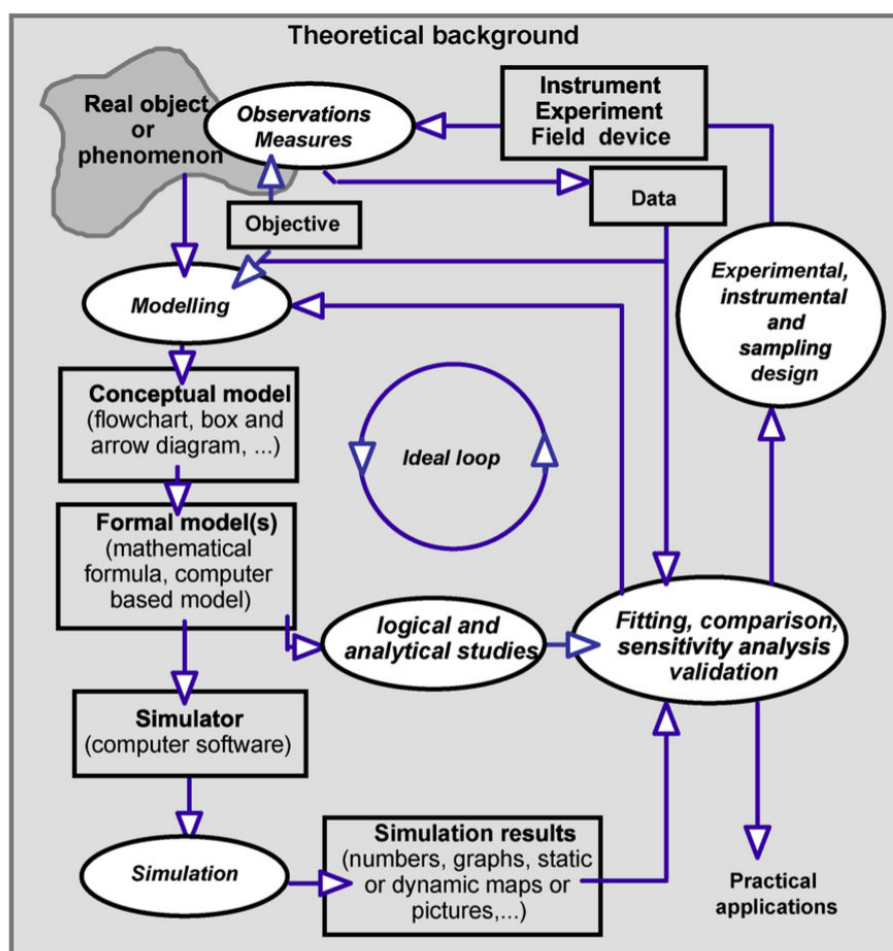 Theoretical background
Real object
or
phenomenon
Observations
Measures
Instrument
Experiment
Field device
Objective
Data
Modelling
Experimental,
instrumental
and
sampling
design
Conceptual model
(flowchart, box and
arrow diagram, ...)
Ideal loop
Formal model(s)
(mathematical
formula, computer
based model)
logical and
analytical studies
Fitting, comparison,
sensitivity analysis
validation
Simulator
(computer software)
Simulation
Simulation results
(numbers, graphs, static
or dynamic maps or
pictures,...)
Practical
applications